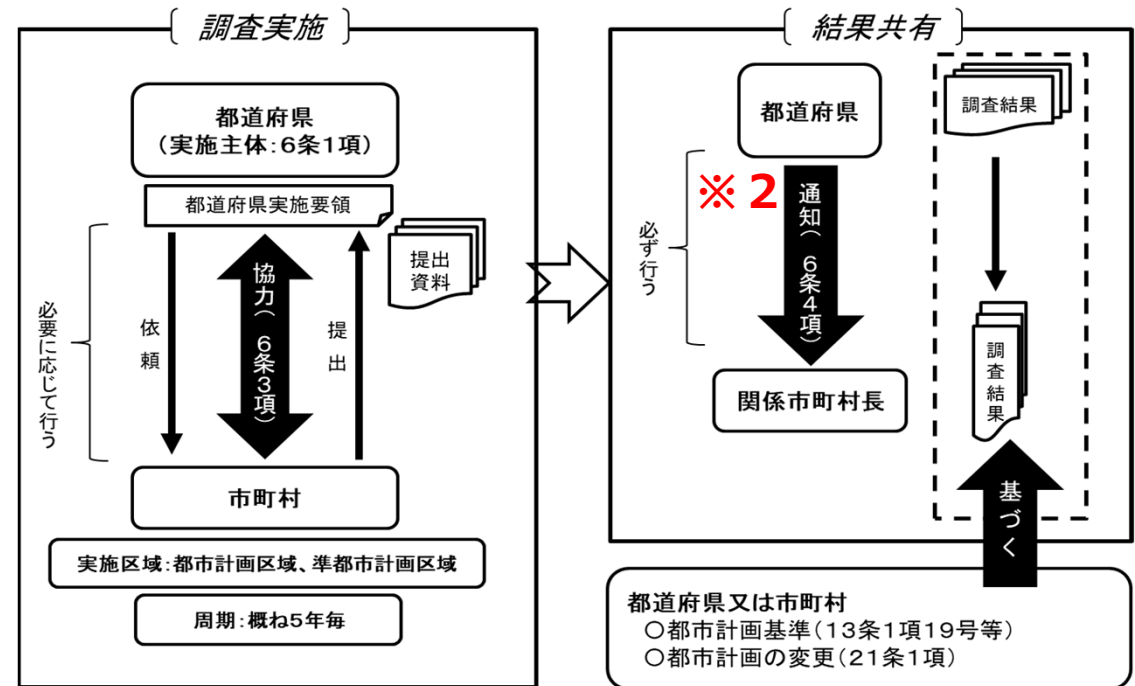 調査実施
都道府県
（実施主体：６条１項）
都道府県実施要領
提出
資料
必要に応じて行う
依頼
協力（６条３項）
提出
市町村
実施区域：都市計画区域、準都市計画区域
周期：概ね５年毎
結果共有
都道府県
調査結果
※２
必ず行う
通知（６条４項）
関係市町村長
調査結果
基づく
都道府県又は市町村
○都市計画基準（１３条１項１９号等）
○都市計画の変更（２１条１項）